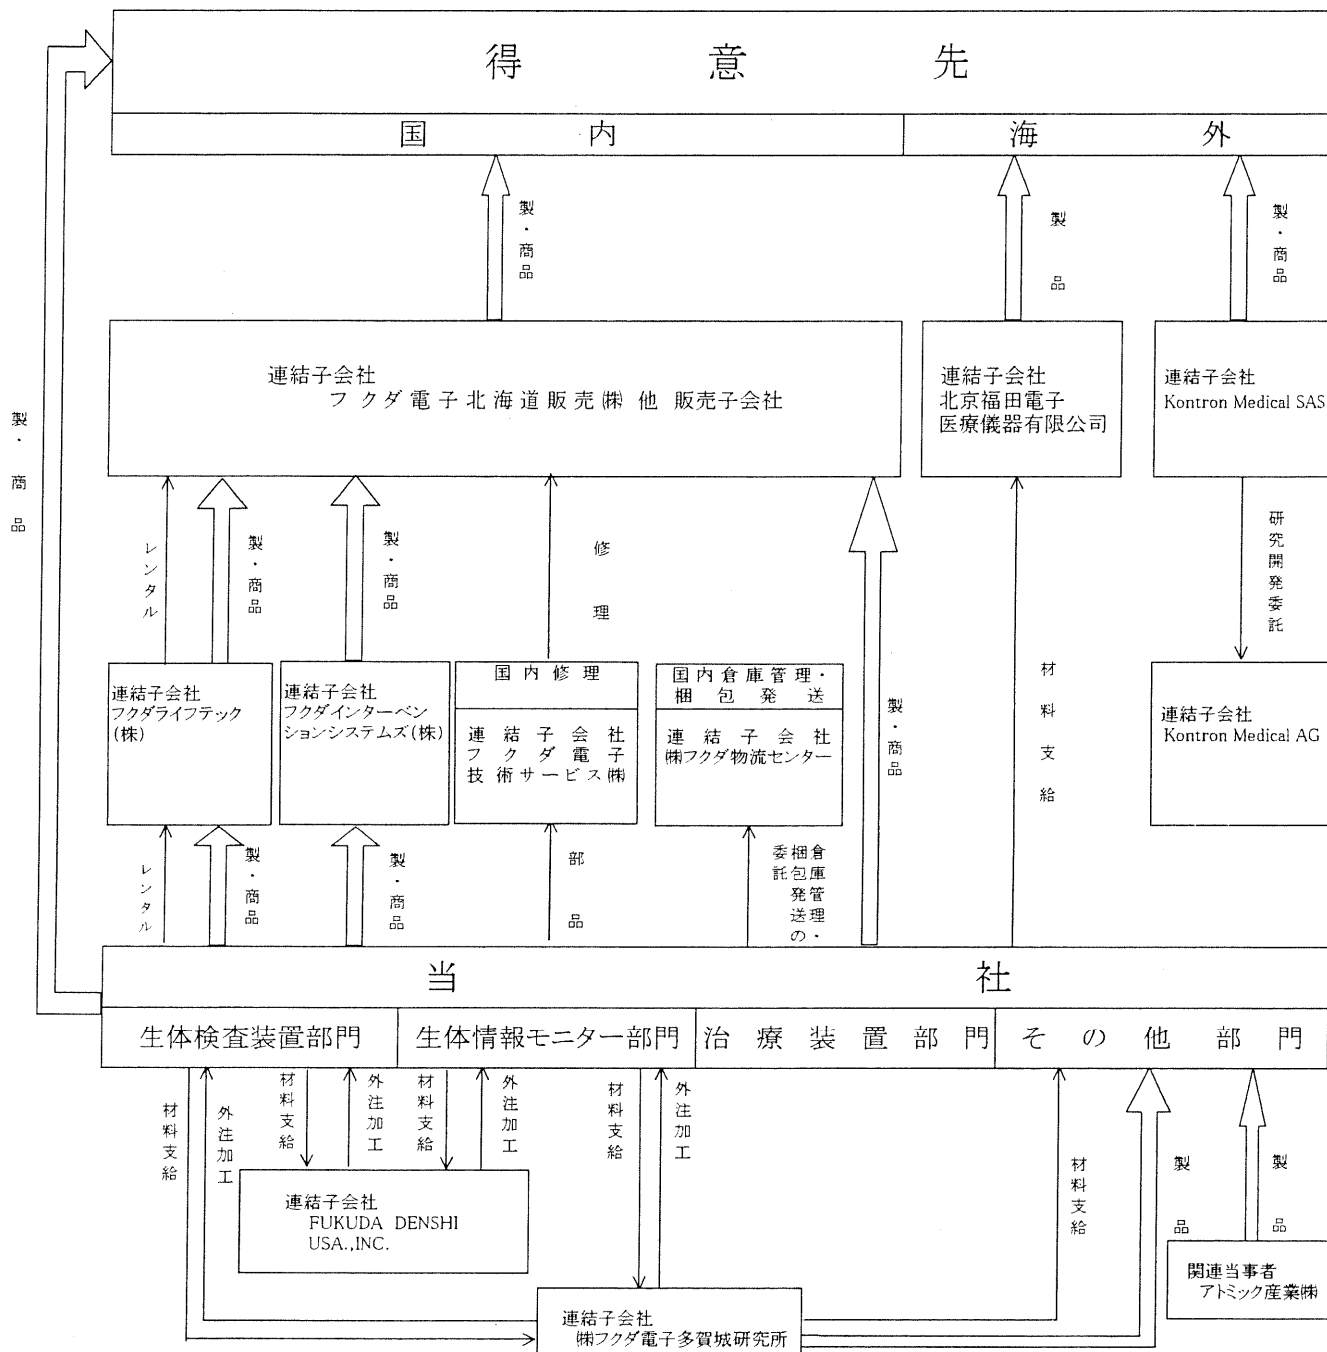 得意先
国内
海外
製・商品
製品
製・商品
連結子会社
フクダ電子北海道販売㈱他 販売子会社
連結子会社
北京福田電子
医療儀器有限公司
連結子会社
Kontron Medical SAS
製・商品
レンタル
製・商品
製・商品
修理
製・商品
材料支給
研究開発委託
連結子会社
フクダライフテック
(株)
連結子会社
フクダインターベン
ションシステムズ(株)
国内修理
連結子会社
フクダ電子
技術サービス㈱
国内倉庫管理・
梱包発送
連結子会社
㈱フクダ物流センター
連結子会社
Kontron Medical AG
レンタル
製・商品
製・商品
部品
倉庫管理・
梱包発送の
委託
当社
生体検査装置部門
生体情報モニター部門
治療装置部門
その他部門
材料支給
外注加工
材料支給
外注加工
材料支給
外注加工
材料支給
外注加工
材料支給
製品
製品
連結子会社
FUKUDA DENSHI
USA.,INC.
関連当事者
アトミック産業㈱
連結子会社
㈱フクダ電子多賀城研究所